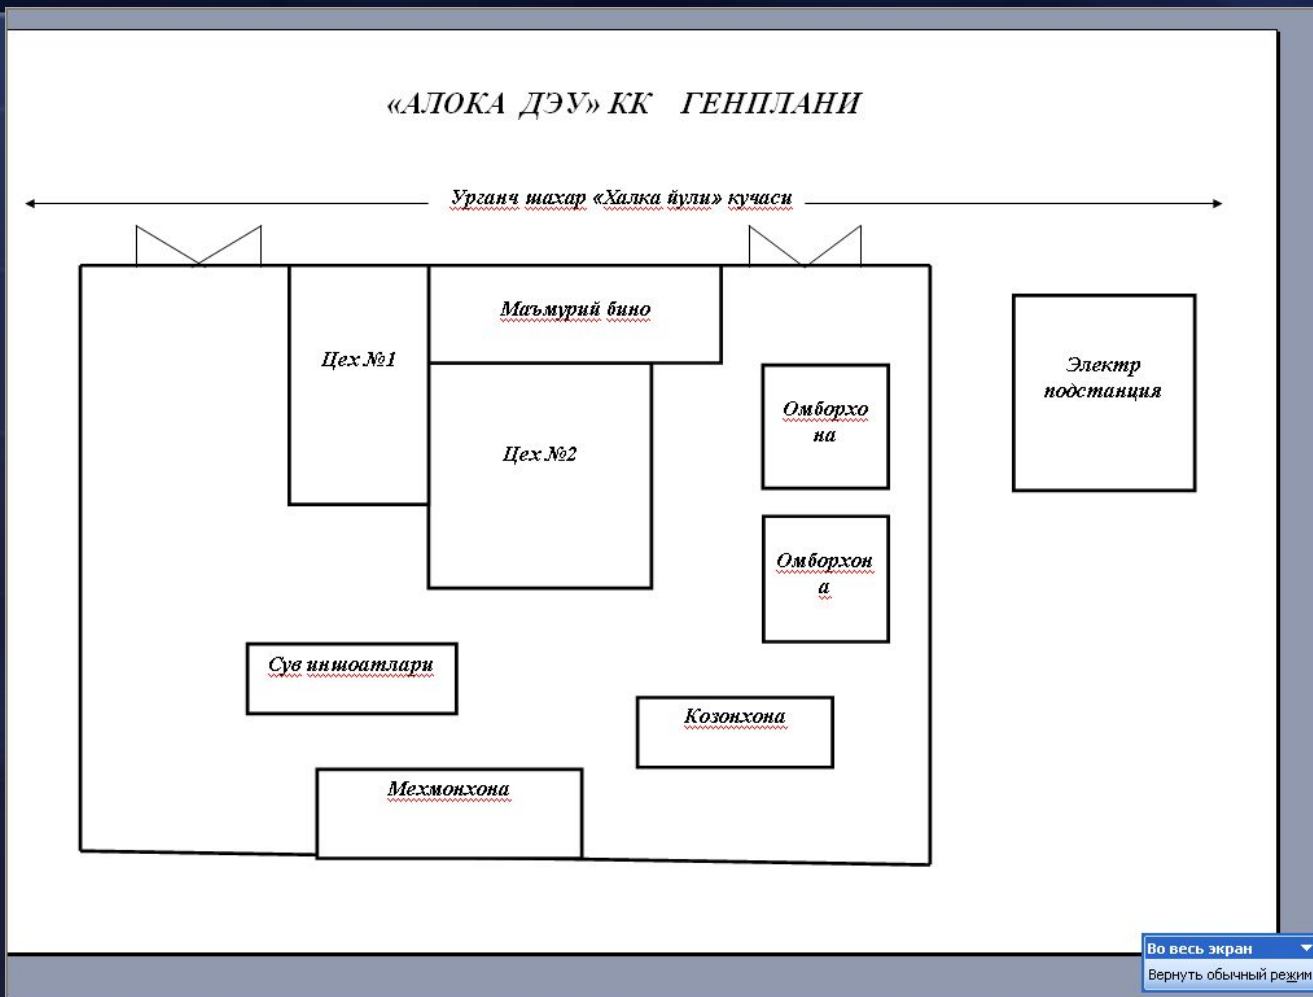 «АЛОКА ДЭУ» КК ГЕНПЛАНИ
Урганч шахар «Халка йули» кучаси
Маъмурий бино
Цех №1
Электр
подстанция
Омборхо
на
Цех №2
Омборхон
а
Сув иншоатлари
Козонхона
Мехмонхона
Во весь экран
Вернуть обычный режим